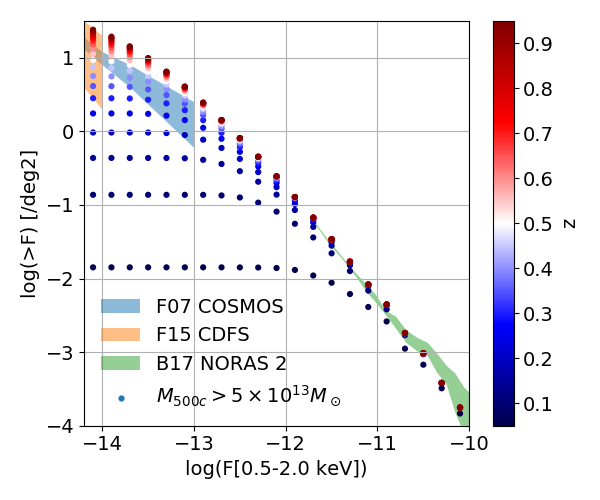 log(>F) [/deg2]
1
0
−1
−2
−3
−4
−14
−13
−12
−11
−10
log(F[0.5-2.0 keV])
F07 COSMOS
F15 CDFS
B17 NORAS 2
$M_{500c} > 5 \times 10^{13} M_\odot$
0.9
0.8
0.7
0.6
0.5
0.4
0.3
0.2
0.1
z